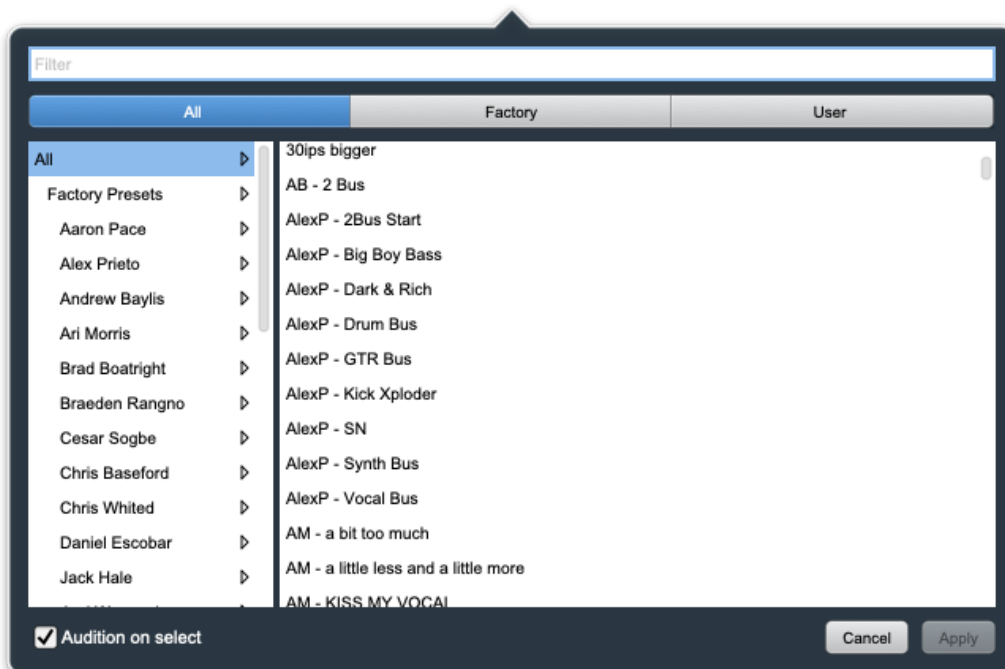 Filter
All
Factory
User
All
Factory Presets
Aaron Pace
Alex Prieto
Andrew Baylis
Ari Morris
Brad Boatright
Braeden Rangno
Cesar Sogbe
Chris Baseford
Chris Whited
Daniel Escobar
Jack Hale
30ips bigger
AB - 2 Bus
AlexP - 2Bus Start
AlexP - Big Boy Bass
AlexP - Dark & Rich
AlexP - Drum Bus
AlexP - GTR Bus
AlexP - Kick Xploder
AlexP - SN
AlexP - Synth Bus
AlexP - Vocal Bus
AM - a bit too much
AM - a little less and a little more
AM - KISS MY VOCAL
Audition on select
Cancel
Apply